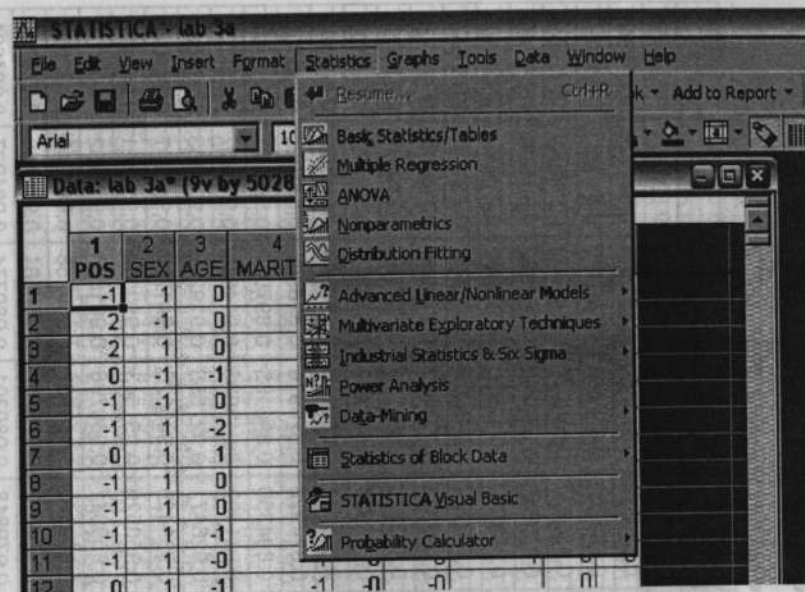 STATISTICA - lab 3a
File Edit View Insert Format Statistics Graphs Tools Data Window Help
Resume... Ctrl+R
Add to Report
Arial 10
Basic Statistics/Tables
Multiple Regression
Data: lab 3a* (9v by 5028
ANOVA
Nonparametrics
Distribution Fitting
1 2 3 4
POS SEX AGE MARIT
Advanced Linear/Nonlinear Models
Multivariate Exploratory Techniques
Industrial Statistics & Six Sigma
Power Analysis
Data-Mining
Statistics of Block Data
STATISTICA Visual Basic
Probability Calculator
1 -1 1 0
2 2 -1 0
3 2 1 0
4 0 -1 -1
5 -1 -1 0
6 -1 1 -2
7 0 1 1
8 -1 1 0
9 -1 1 0
10 -1 1 -1
11 -1 1 -0
12 0 1 -1 -1 -0 -0 0